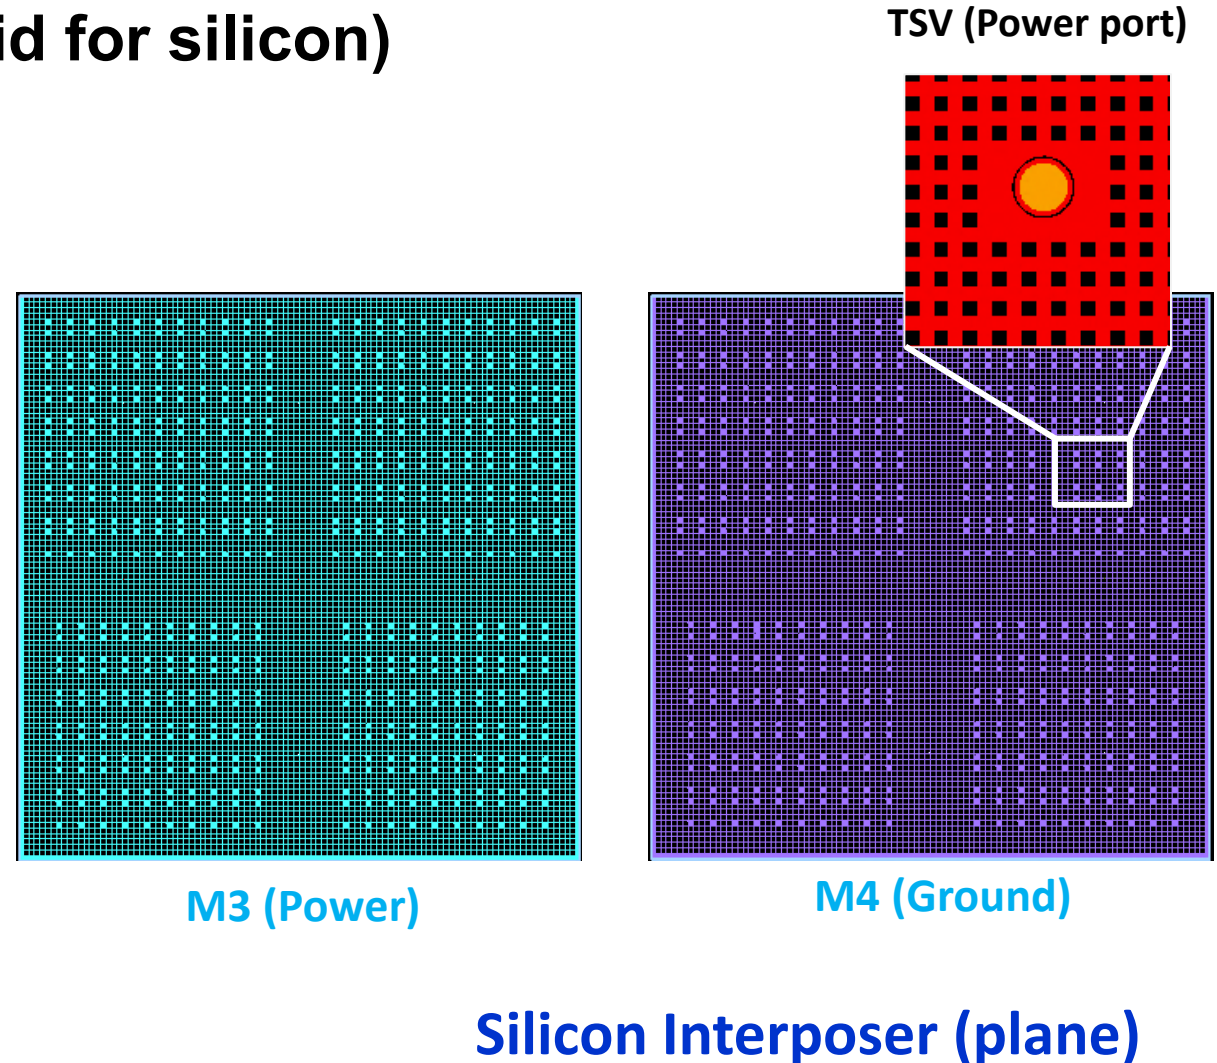 id for silicon)
TSV (Power port)
M3 (Power)
M4 (Ground)
Silicon Interposer (plane)